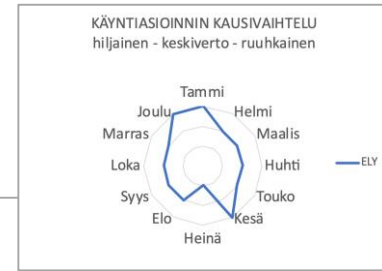 KÄYNTIASIOINNIN KAUSIVAIHTELU
hiljainen - keskiverto - ruuhkainen
Tammi
Helmi
Maalis
Huhti
Touko
Kesä
Heinä
Elo
Syys
Loka
Marras
Joulu
ELY